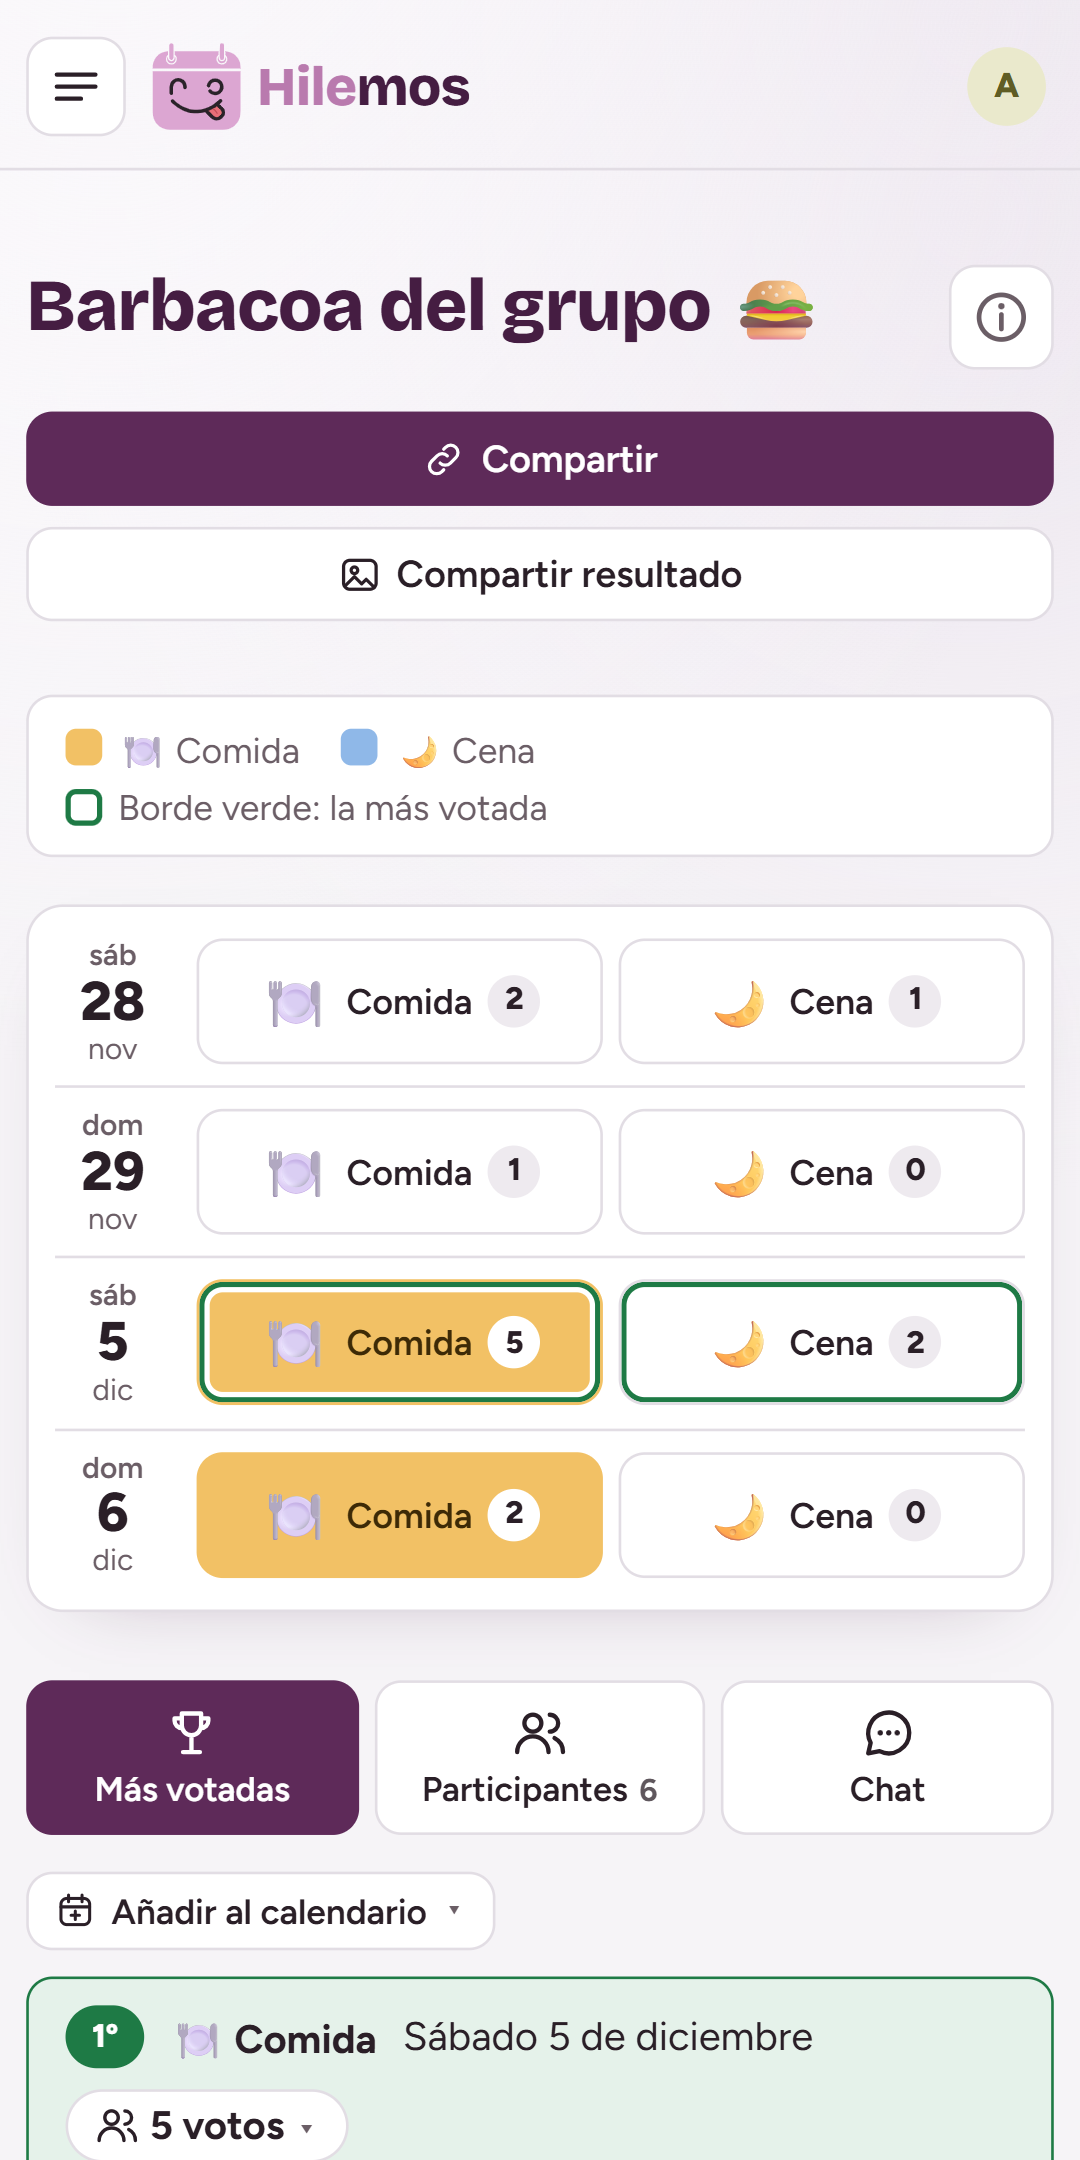 Hilemos
A
Barbacoa del grupo
Compartir
Compartir resultado
Comida Cena
Borde verde: la más votada
sáb
28
nov
Comida 2
Cena 1
dom
29
nov
Comida 1
Cena 0
sáb
5
dic
Comida 5
Cena 2
dom
6
dic
Comida 2
Cena 0
Más votadas
Participantes 6
Chat
Añadir al calendario
1º Comida Sábado 5 de diciembre
5 votos